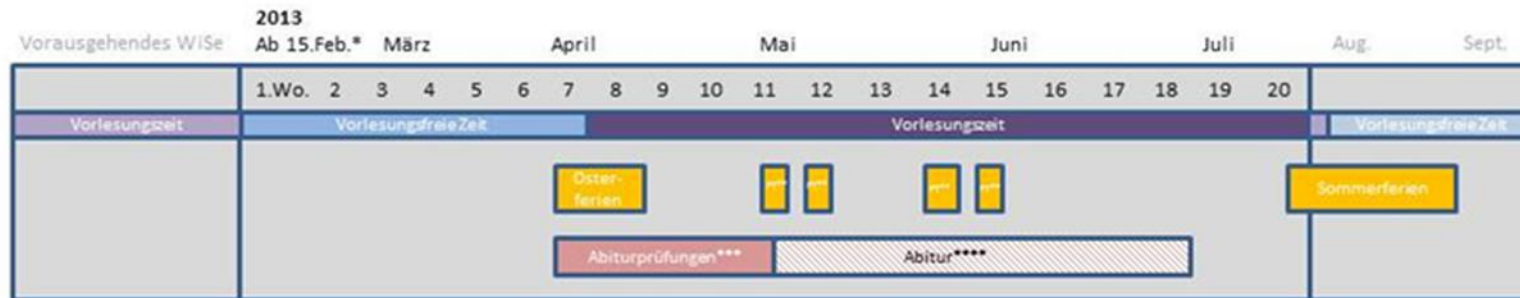 2013
Vorausgehendes WiSe Ab 15.Feb.* März April Mai Juni Juli Aug. Sept.
1.Wo. 2 3 4 5 6 7 8 9 10 11 12 13 14 15 16 17 18 19 20
Vorlesungszeit VorlesungsfreieZeit Vorlesungszeit VorlesungsfreieZeit
Oster-
ferien
Sommerferien
Abiturprüfungen*** Abitur****